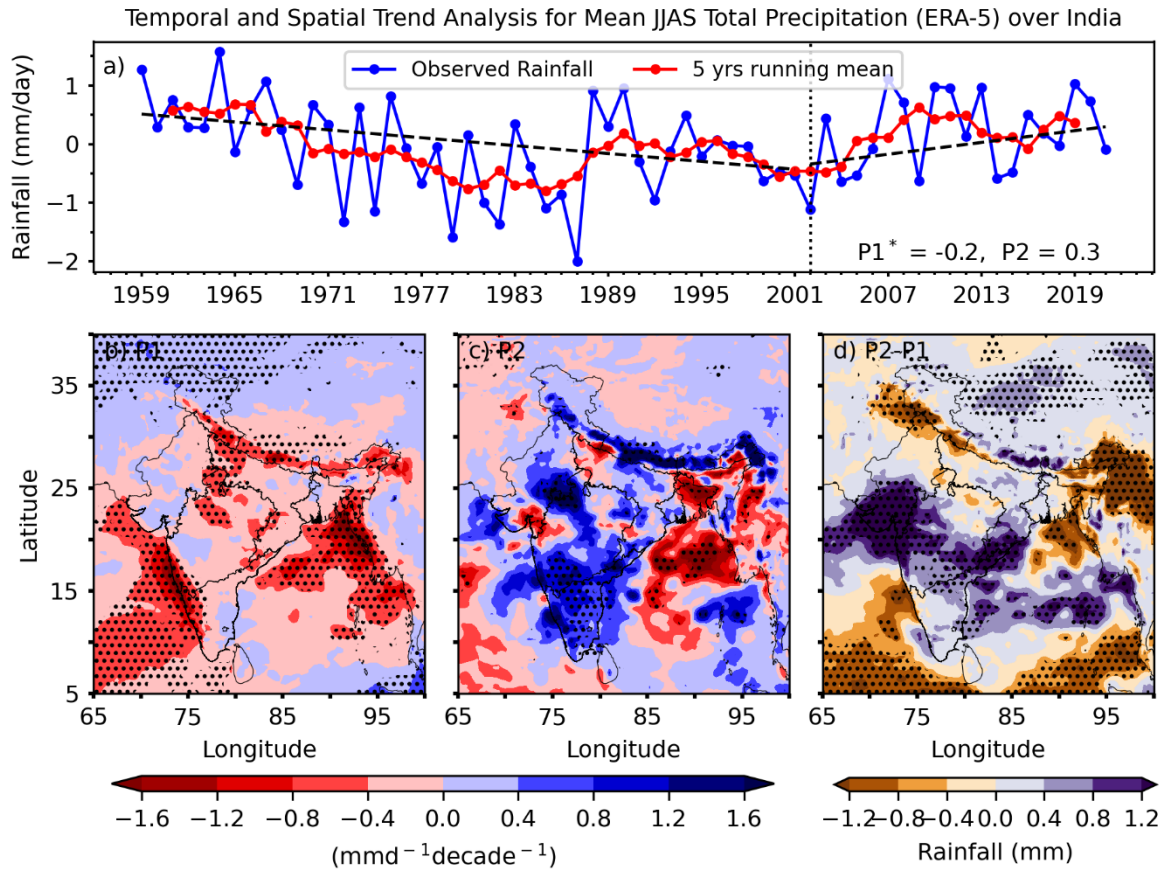 Temporal and Spatial Trend Analysis for Mean JJAS Total Precipitation (ERA-5) over India
a)
Observed Rainfall
5 yrs running mean
Rainfall (mm/day)
1
0
−1
−2
P1* = -0.2, P2 = 0.3
1959 1965 1971 1977 1983 1989 1995 2001 2007 2013 2019
b) P1
c) P2
d) P2-P1
Latitude
35
25
15
5
65 75 85 95
65 75 85 95
65 75 85 95
Longitude
Longitude
Longitude
−1.6 −1.2 −0.8 −0.4 0.0 0.4 0.8 1.2 1.6
(mmd⁻¹decade⁻¹)
−1.2 −0.8 −0.4 0.0 0.4 0.8 1.2
Rainfall (mm)